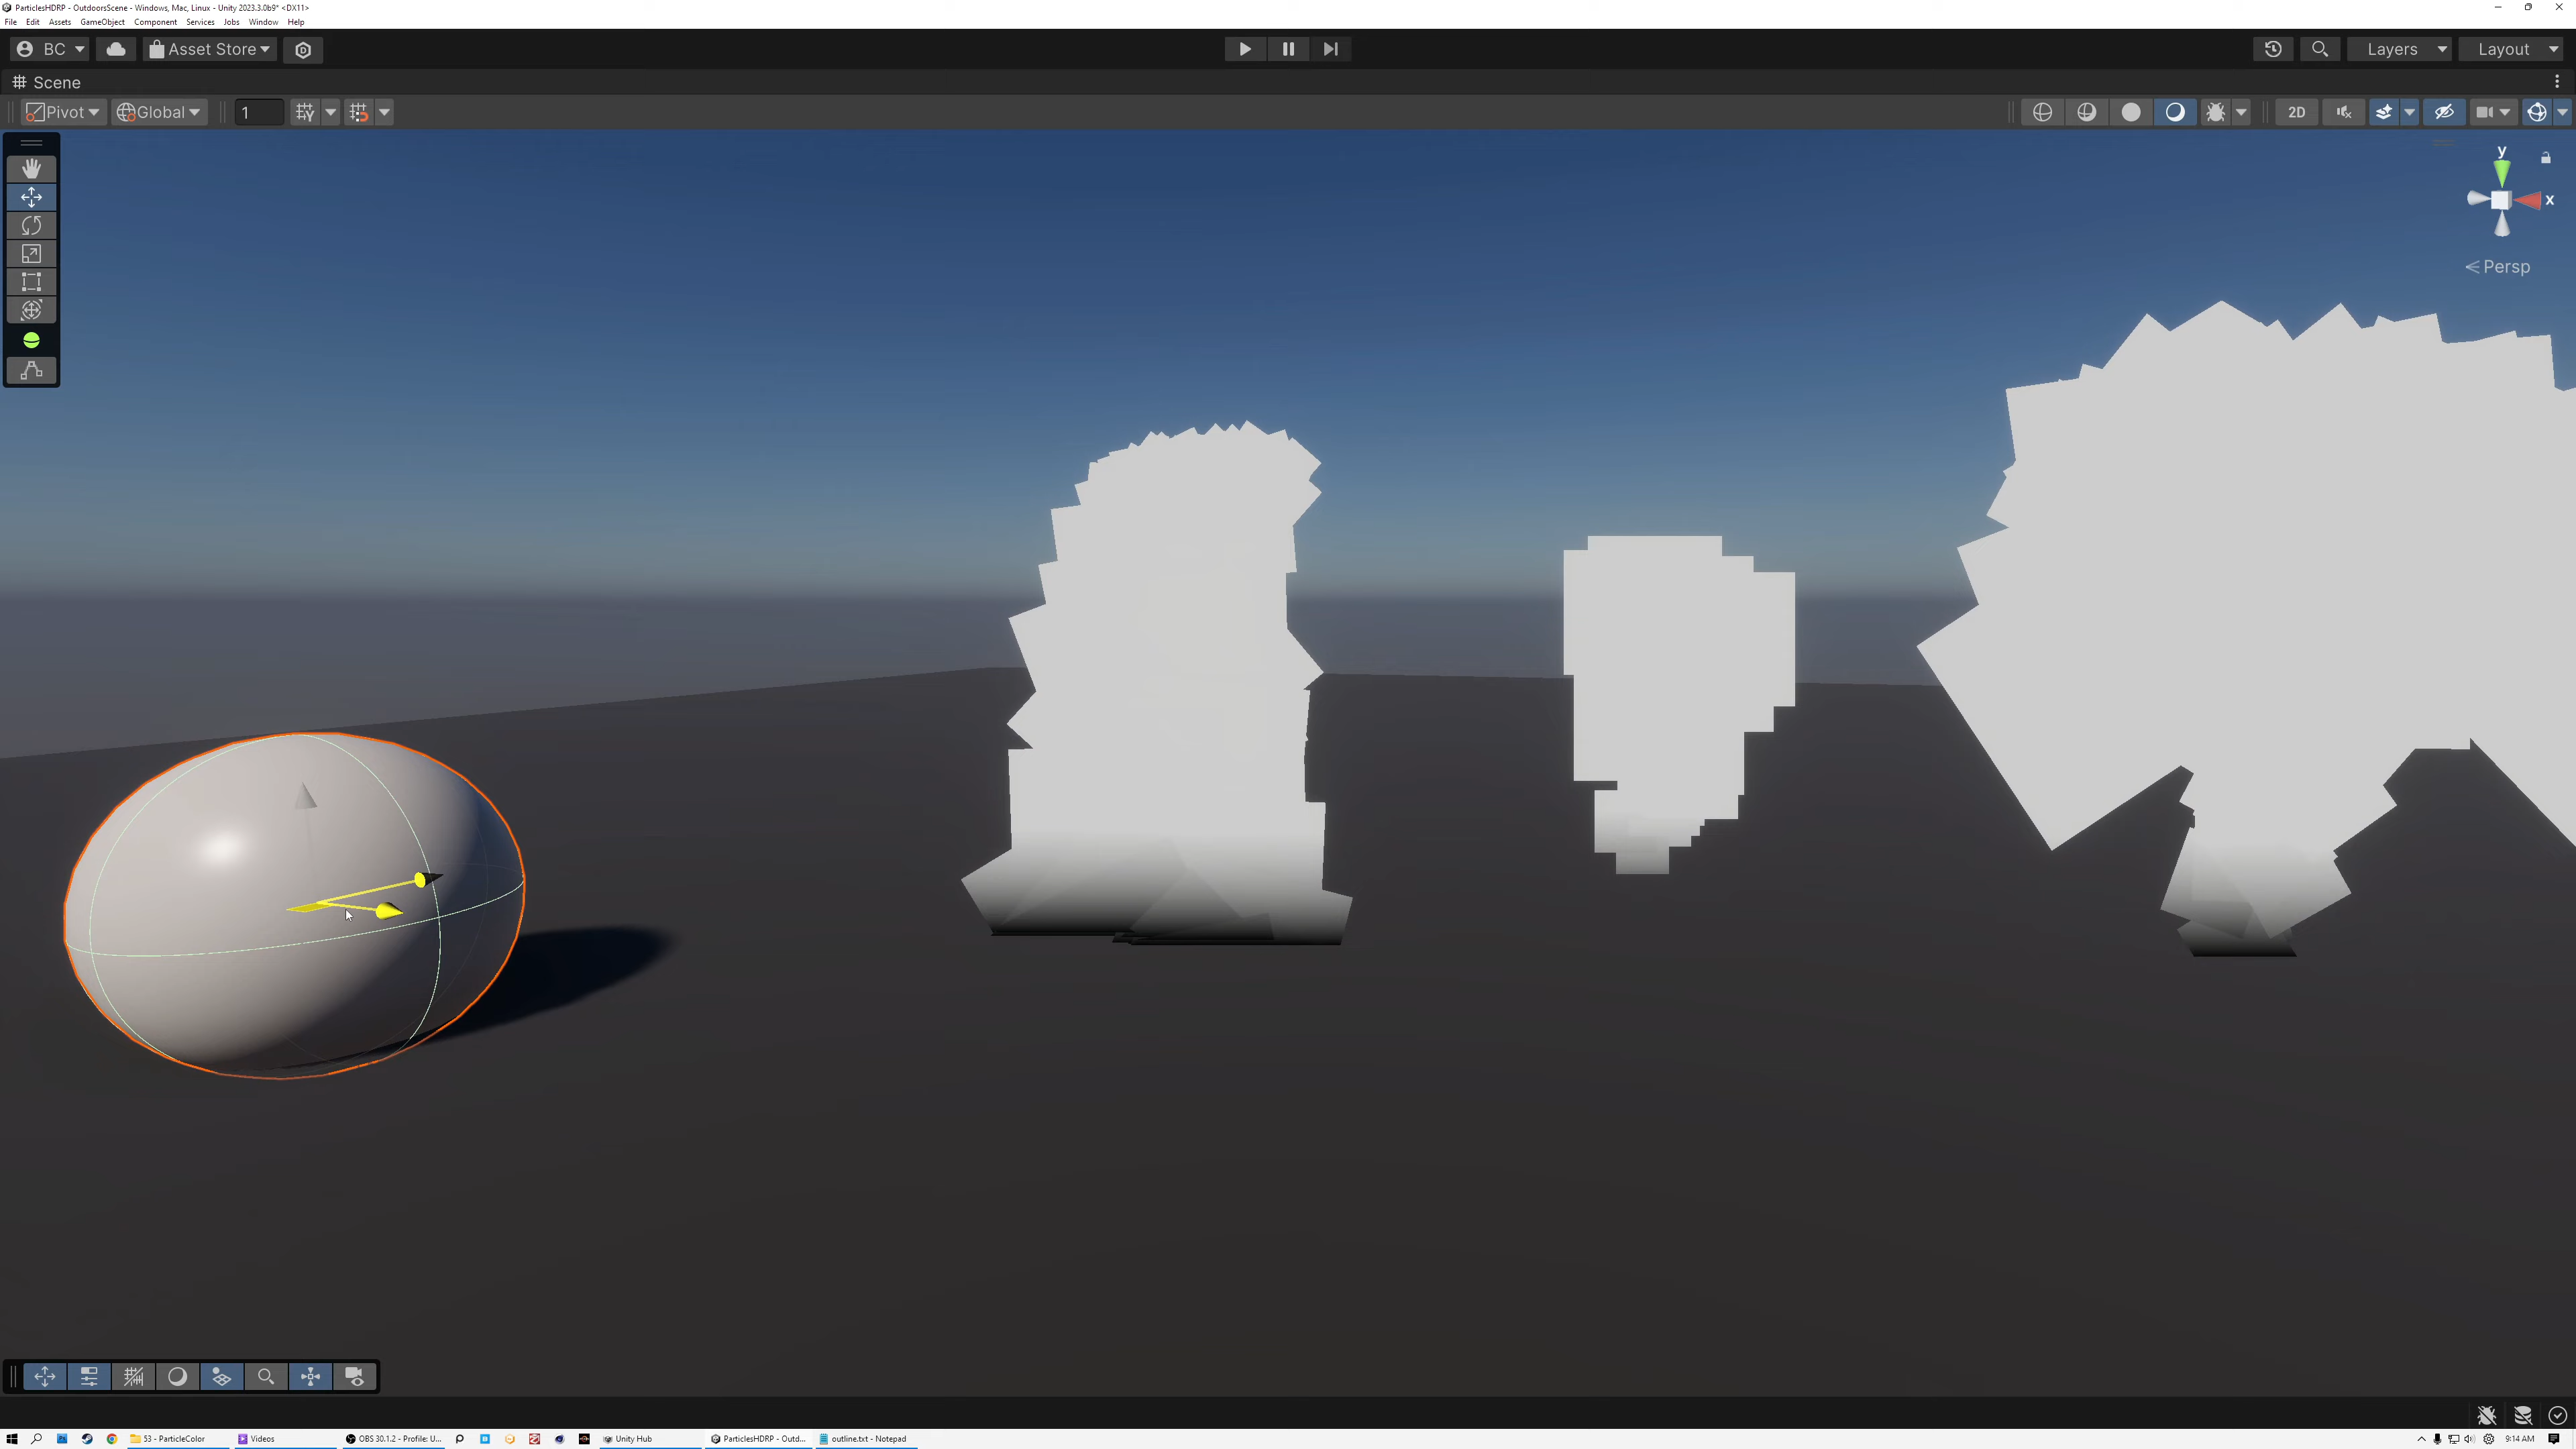 ParticlesHDRP - OutdoorsScene - Windows, Mac, Linux - Unity 2023.3.0b9* <DX11>
File Edit Assets GameObject Component Services Jobs Window Help
BC Asset Store Layers Layout
Scene
Pivot Global 1 2D
y
x
Persp
53 - ParticleColor Videos OBS 30.1.2 - Profile: U... Unity Hub ParticlesHDRP - Outd... outline.txt - Notepad 9:14 AM